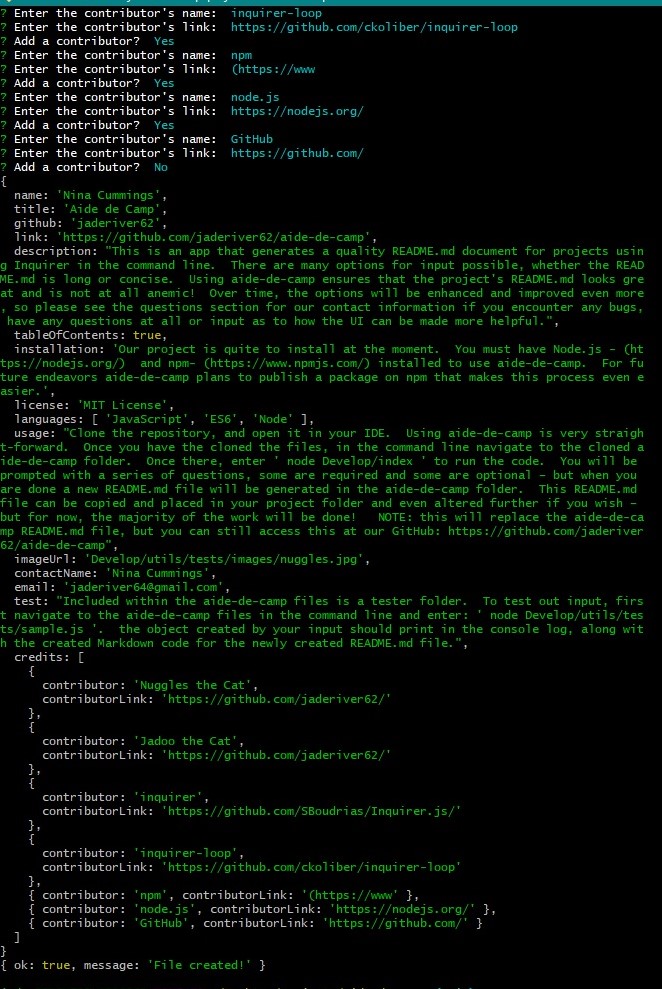 ? Enter the contributor's name:  inquirer-loop
? Enter the contributor's link:  https://github.com/ckoliber/inquirer-loop
? Add a contributor?  Yes
? Enter the contributor's name:  npm
? Enter the contributor's link:  (https://www
? Add a contributor?  Yes
? Enter the contributor's name:  node.js
? Enter the contributor's link:  https://nodejs.org/
? Add a contributor?  Yes
? Enter the contributor's name:  GitHub
? Enter the contributor's link:  https://github.com/
? Add a contributor?  No
{
  name: 'Nina Cummings',
  title: 'Aide de Camp',
  github: 'jaderiver62',
  link: 'https://github.com/jaderiver62/aide-de-camp',
  description: "This is an app that generates a quality README.md document for projects usin
g Inquirer in the command line.  There are many options for input possible, whether the READ
ME.md is long or concise.  Using aide-de-camp ensures that the project's README.md looks gre
at and is not at all anemic!  Over time, the options will be enhanced and improved even more
, so please see the questions section for our contact information if you encounter any bugs,
 have any questions at all or input as to how the UI can be made more helpful.",
  tableOfContents: true,
  installation: 'Our project is quite to install at the moment.  You must have Node.js - (ht
tps://nodejs.org/)  and npm- (https://www.npmjs.com/) installed to use aide-de-camp.  For fu
ture endeavors aide-de-camp plans to publish a package on npm that makes this process even e
asier.',
  license: 'MIT License',
  languages: [ 'JavaScript', 'ES6', 'Node' ],
  usage: "Clone the repository, and open it in your IDE.  Using aide-de-camp is very straigh
t-forward.  Once you have the cloned the files, in the command line navigate to the cloned a
ide-de-camp folder.  Once there, enter ' node Develop/index ' to run the code.  You will be
prompted with a series of questions, some are required and some are optional - but when you
are done a new README.md file will be generated in the aide-de-camp folder.  This README.md
file can be copied and placed in your project folder and even altered further if you wish -
but for now, the majority of the work will be done!   NOTE: this will replace the aide-de-ca
mp README.md file, but you can still access this at our GitHub: https://github.com/jaderiver
62/aide-de-camp",
  imageUrl: 'Develop/utils/tests/images/nuggles.jpg',
  contactName: 'Nina Cummings',
  email: 'jaderiver64@gmail.com',
  test: "Included within the aide-de-camp files is a tester folder.  To test out input, firs
t navigate to the aide-de-camp files in the command line and enter: ' node Develop/utils/tes
ts/sample.js '.  the object created by your input should print in the console log, along wit
h the created Markdown code for the newly created README.md file.",
  credits: [
    {
      contributor: 'Nuggles the Cat',
      contributorLink: 'https://github.com/jaderiver62/'
    },
    {
      contributor: 'Jadoo the Cat',
      contributorLink: 'https://github.com/jaderiver62/'
    },
    {
      contributor: 'inquirer',
      contributorLink: 'https://github.com/SBoudrias/Inquirer.js/'
    },
    {
      contributor: 'inquirer-loop',
      contributorLink: 'https://github.com/ckoliber/inquirer-loop'
    },
    { contributor: 'npm', contributorLink: '(https://www' },
    { contributor: 'node.js', contributorLink: 'https://nodejs.org/' },
    { contributor: 'GitHub', contributorLink: 'https://github.com/' }
  ]
}
{ ok: true, message: 'File created!' }